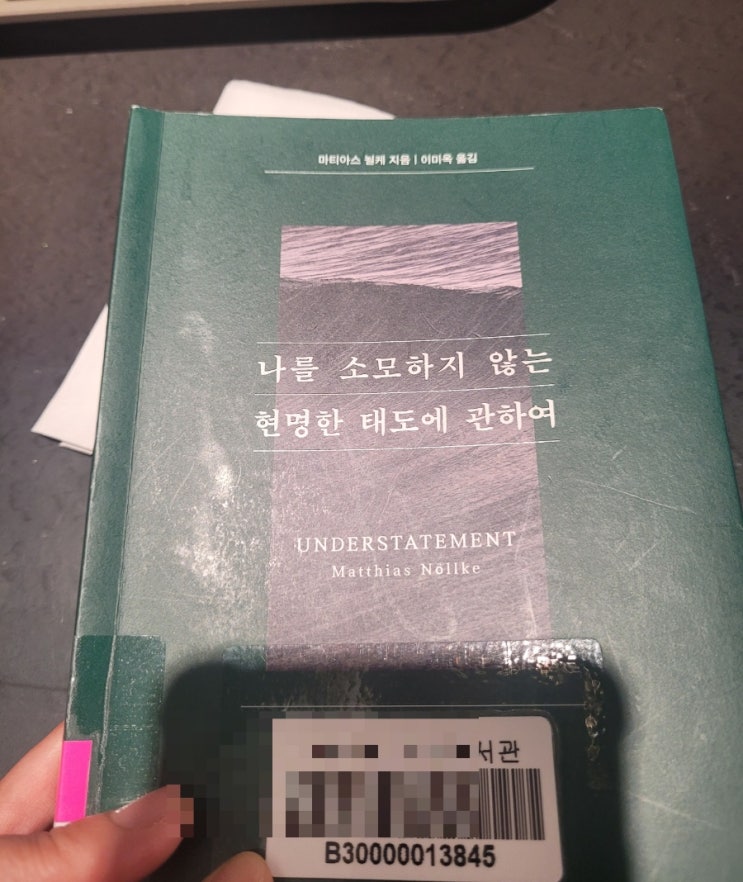 마티아스 뇔케 지음 | 이미옥 옮김
나를 소모하지 않는
현명한 태도에 관하여
UNDERSTATEMENT
Matthias Nöllke
서관
B30000013845